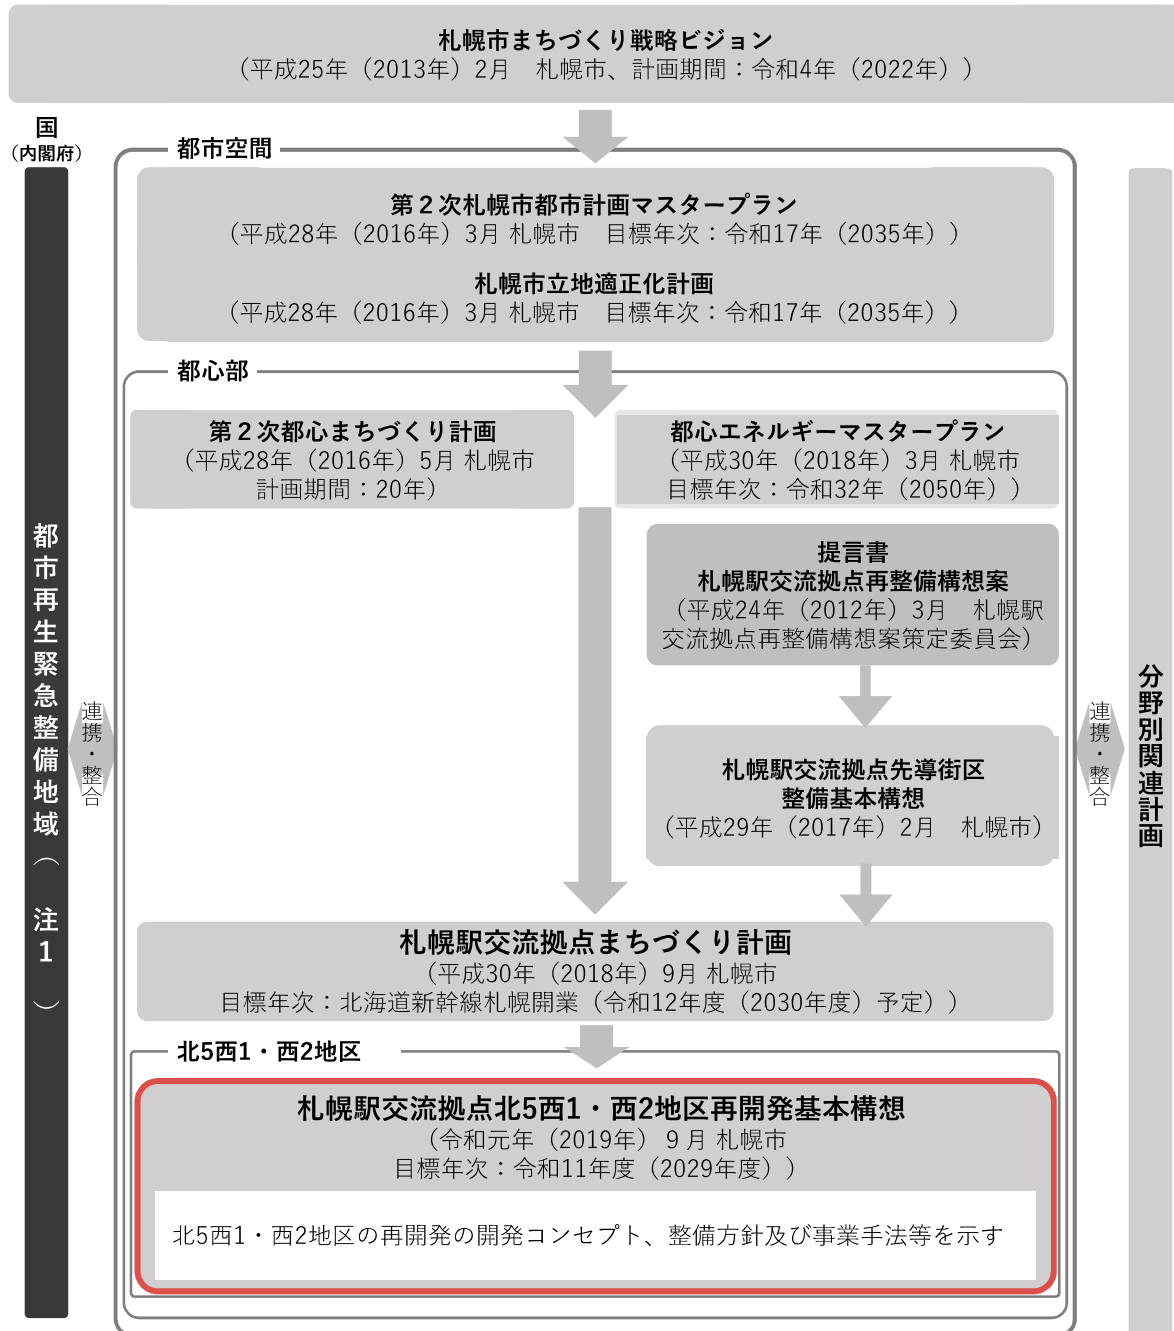 札幌市まちづくり戦略ビジョン
（平成25年（2013年）2月　札幌市、計画期間：令和4年（2022年））
国
（内閣府）
都市再生緊急整備地域（　注1　）
連携・整合
都市空間
第２次札幌市都市計画マスタープラン
（平成28年（2016年）3月 札幌市　目標年次：令和17年（2035年））
札幌市立地適正化計画
（平成28年（2016年）3月 札幌市　目標年次：令和17年（2035年））
都心部
第２次都心まちづくり計画
（平成28年（2016年）5月 札幌市
計画期間：20年）
都心エネルギーマスタープラン
（平成30年（2018年）3月 札幌市
目標年次：令和32年（2050年））
提言書
札幌駅交流拠点再整備構想案
（平成24年（2012年）3月　札幌駅
交流拠点再整備構想案策定委員会）
札幌駅交流拠点先導街区
整備基本構想
（平成29年（2017年）2月　札幌市）
札幌駅交流拠点まちづくり計画
（平成30年（2018年）9月 札幌市
目標年次：北海道新幹線札幌開業（令和12年度（2030年度）予定））
北5西1・西2地区
札幌駅交流拠点北5西1・西2地区再開発基本構想
（令和元年（2019年） 9 月 札幌市
目標年次：令和11年度（2029年度））
北5西1・西2地区の再開発の開発コンセプト、整備方針及び事業手法等を示す
連携・整合
分野別関連計画